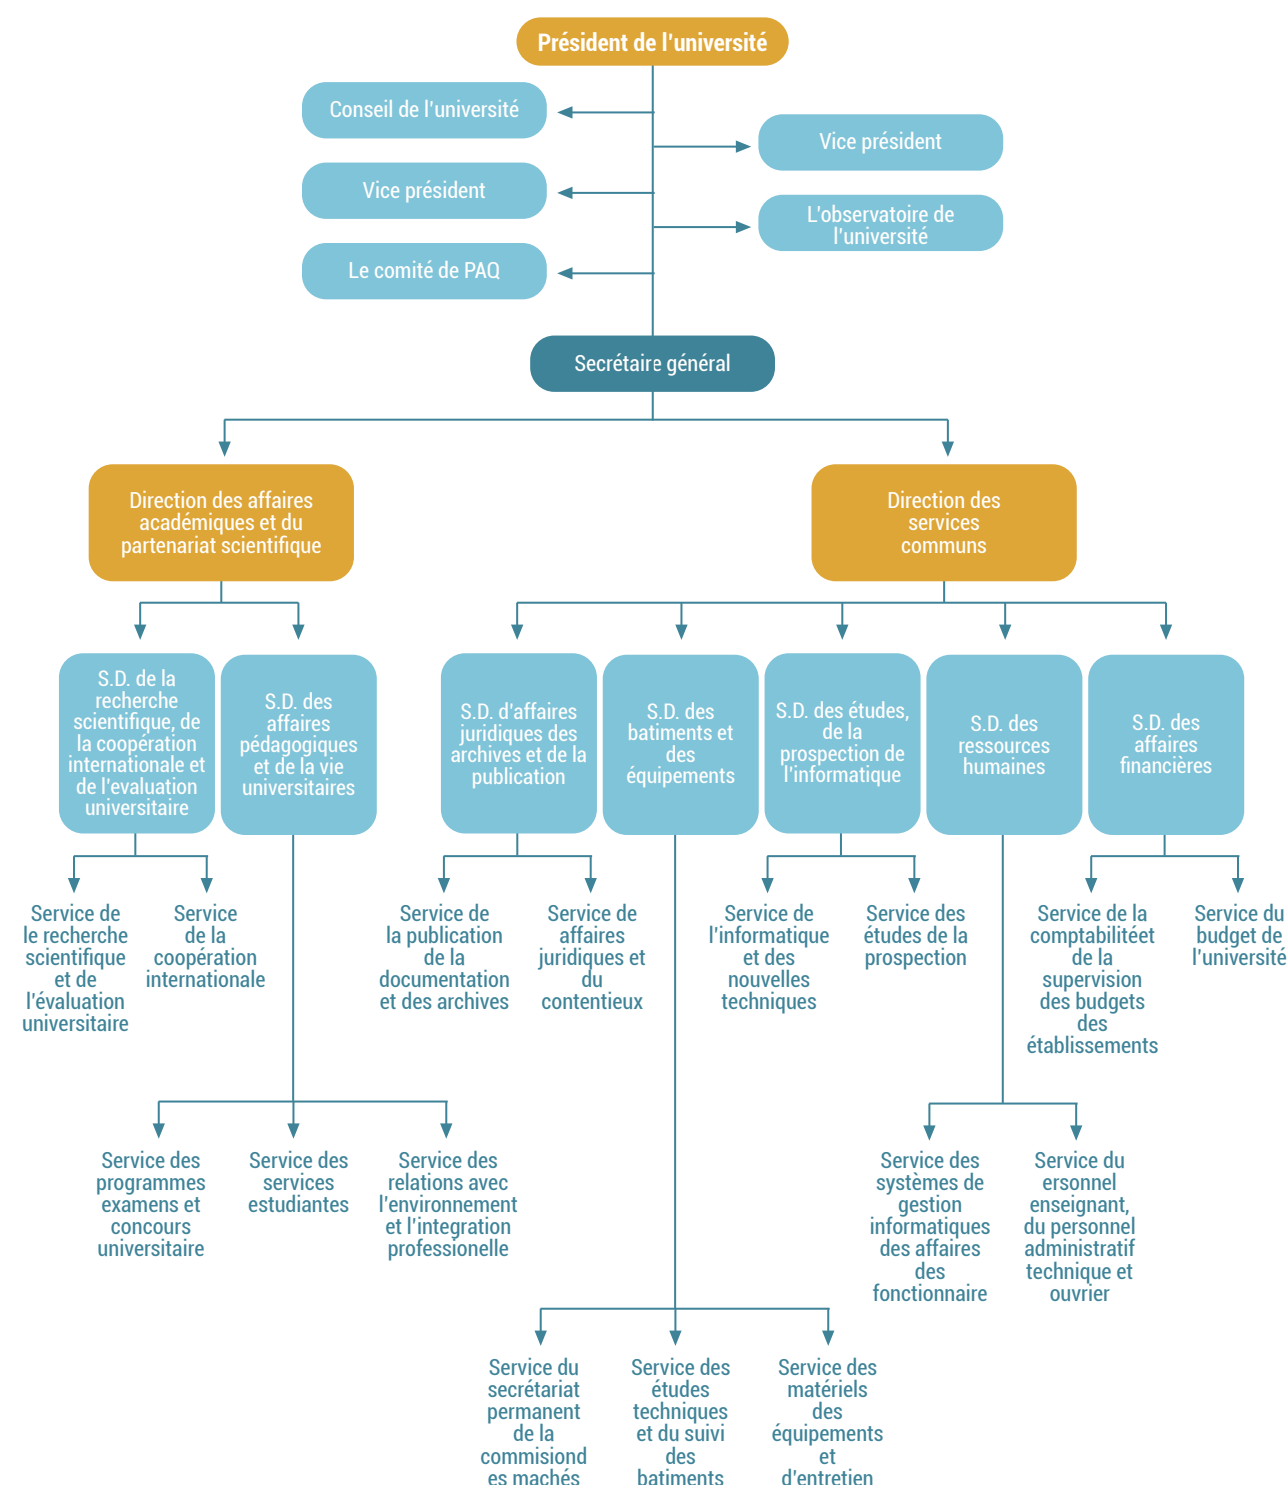 Président de l'université
Conseil de l'université
Vice président
Vice président
L'observatoire de
l'université
Le comité de PAQ
Secrétaire général
Direction des affaires
académiques et du
partenariat scientifique
Direction des
services
communs
S.D. de la
recherche
scientifique, de
la coopération
internationale et
de l'evaluation
universitaire
S.D. des
affaires
pédagogiques
et de la vie
universitaires
S.D. d'affaires
juridiques des
archives et de la
publication
S.D. des
batiments et
des
équipements
S.D. des études,
de la
prospection de
l'informatique
S.D. des
ressources
humaines
S.D. des
affaires
financières
Service de
le recherche
scientifique
et de
l'évaluation
universitaire
Service
de la
coopération
internationale
Service de
la publication
de la
documentation
et des archives
Service de
affaires
juridiques et
du
contentieux
Service de
l'informatique
et des
nouvelles
techniques
Service des
études de la
prospection
Service de la
comptabilitéet
de la
supervision
des budgets
des
établissements
Service du
budget de
l'université
Service des
programmes
examens et
concours
universitaire
Service des
services
estudiantes
Service des
relations avec
l'environnement
et l'integration
professionelle
Service des
systèmes de
gestion
informatiques
des affaires
des
fonctionnaire
Service du
ersonnel
enseignant,
du personnel
administratif
technique et
ouvrier
Service du
secrétariat
permanent
de la
commisiond
es machés
Service des
études
techniques
et du suivi
des
batiments
Service des
matériels
des
équipements
et
d'entretien